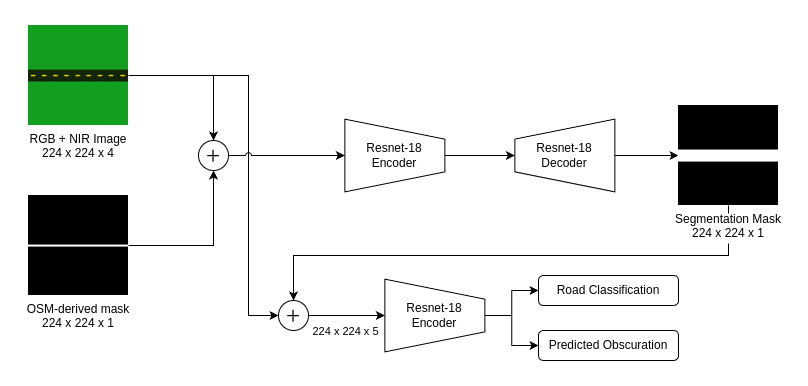 RGB + NIR Image
224 x 224 x 4
OSM-derived mask
224 x 224 x 1
+
Resnet-18
Encoder
Resnet-18
Decoder
Segmentation Mask
224 x 224 x 1
+
224 x 224 x 5
Resnet-18
Encoder
Road Classification
Predicted Obscuration